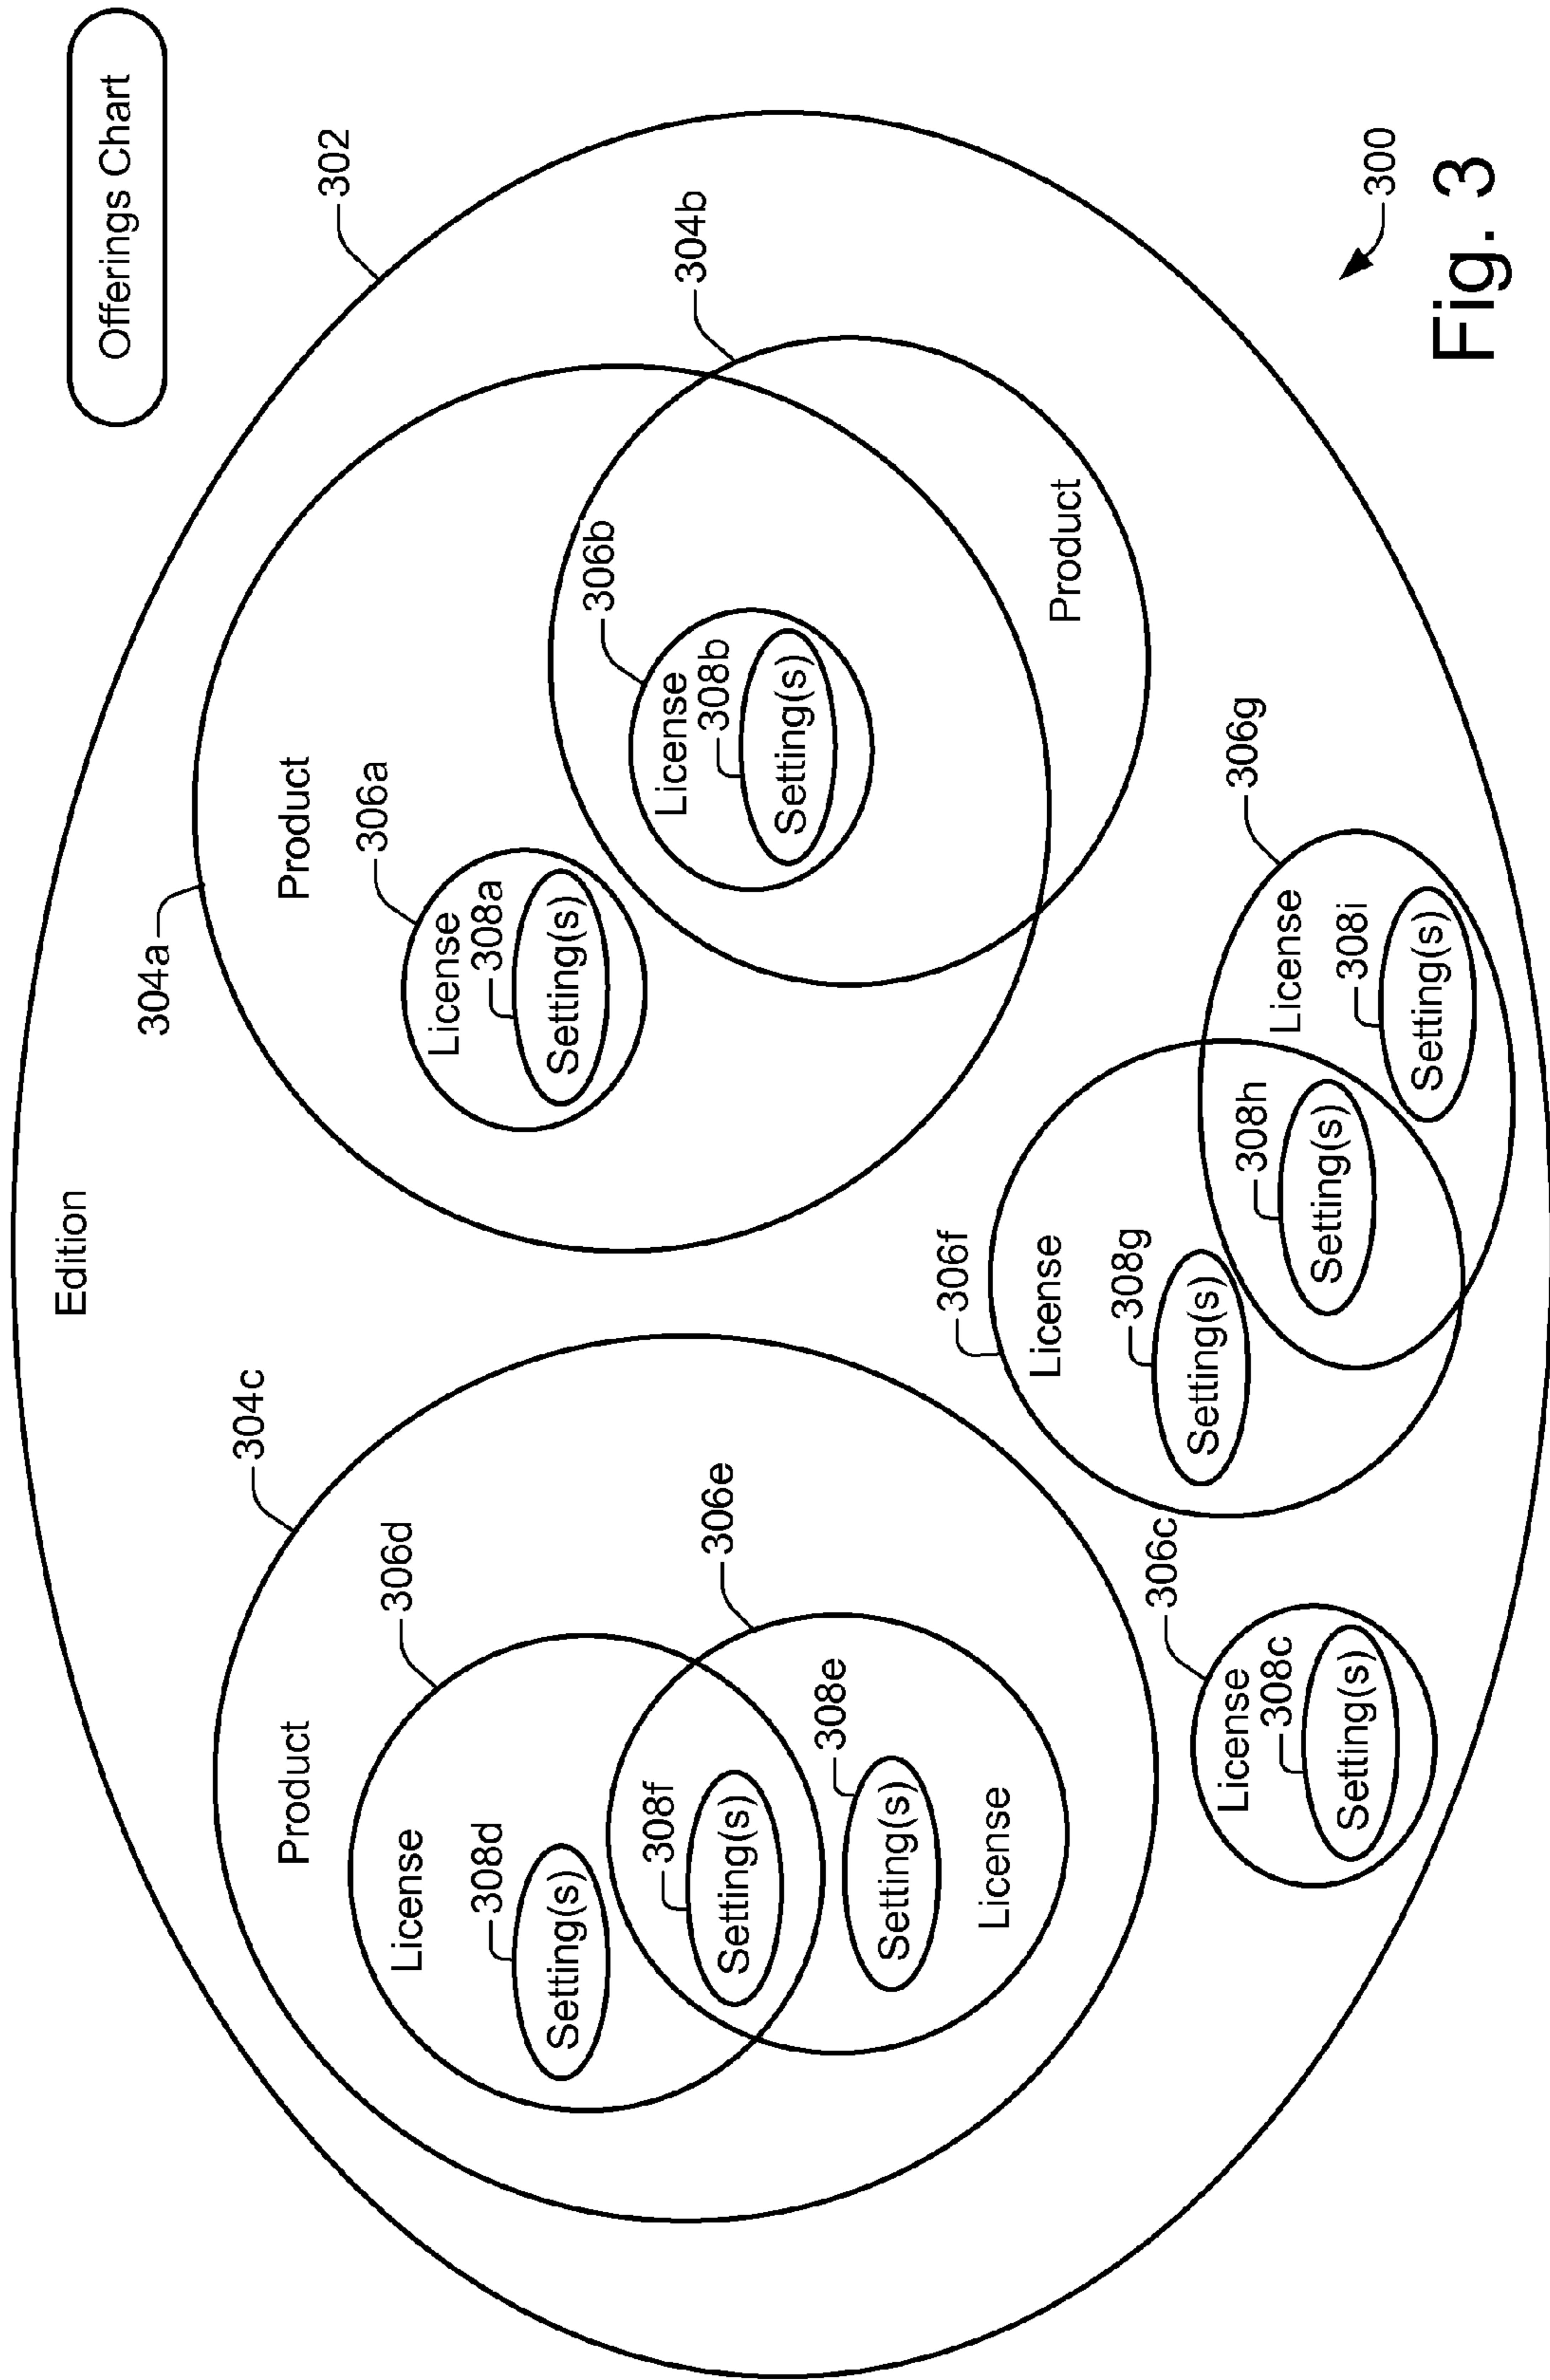 Offerings Chart
Edition
302
304a
304c
Product
Product
306a
306d
License
License
308a
308d
Setting(s)
Setting(s)
304b
306b
License
308b
Setting(s)
306e
308f
Setting(s)
308e
Setting(s)
License
Product
306f
License
308g
Setting(s)
306c
License
308c
Setting(s)
306g
License
308h
Setting(s)
308i
Setting(s)
300
Fig. 3